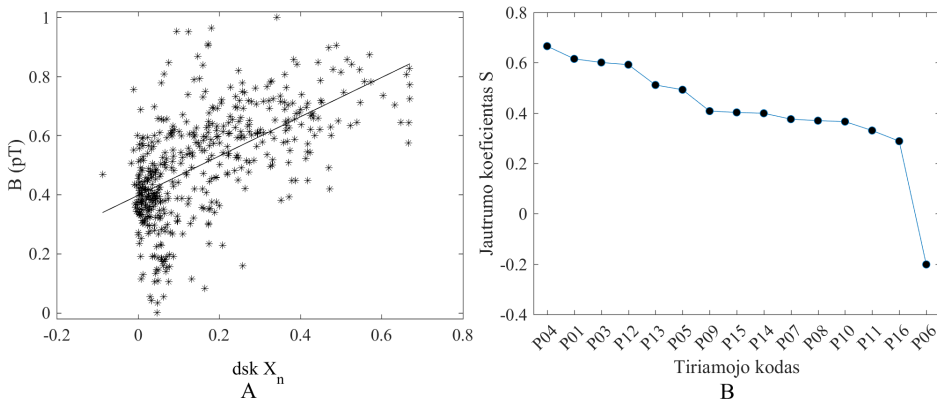 B (pT)
1
0.8
0.6
0.4
0.2
0
-0.2
0
0.2
0.4
0.6
0.8
dsk Xn
A
Jautrumo koeficientas S
0.8
0.6
0.4
0.2
0
-0.2
-0.4
P04
P01
P03
P12
P13
P05
P09
P15
P14
P07
P08
P10
P11
P16
P06
Tiriamojo kodas
B